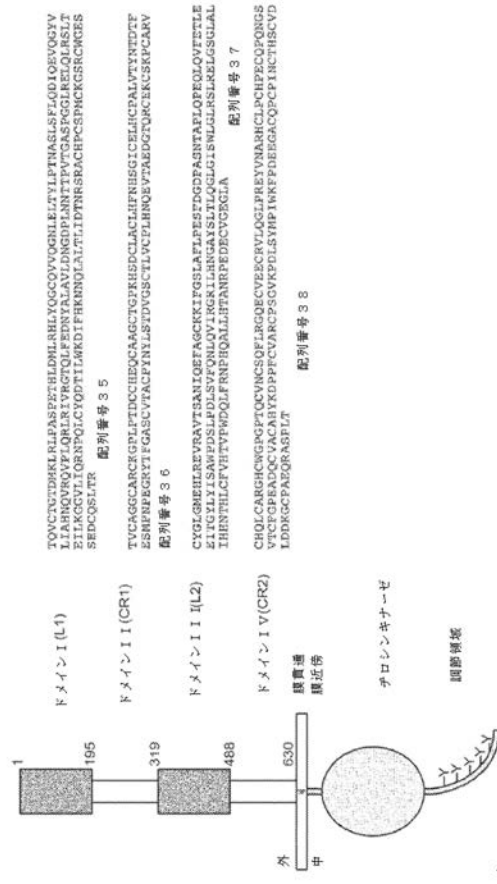 1
195
319
488
630
外
中
ドメインI(L1)
ドメインII(CR1)
ドメインIII(L2)
ドメインIV(CR2)
膜貫通
膜近傍
チロシンキナーゼ
調節領域
Y
Y
Y
Y
Y
TQVCTGTDMKLRLPASPETHLDMLRHLYQGCQVVQGNLELTYLPTNASLSFLQDIQEVQGYV
LIAHNQVRQVPLQRLRIVRGTQLFEDNYALAVLDNGDPLNNTTPVTGASPGGLRELQLRSLT
EILKGGVLIQRNPQLCYQDTILWKDIFHKNNQLALTLIDTNRSRACHPCSPMCKGSRCWGES
SEDCQSLTR
配列番号35
TVCAGGCARCKGPLPTDCCHEQCAAGCTGPKHSDCLACLHFNHSGICELHCPALVTYNTDTF
ESMPNPEGRYTFGASCVTACPYNYLSTDVGSCTLVCPLHNQEVTAEDGTQRCEKCSKPCARV
配列番号36
CYGLGMEHLREVRAVTSANIQEFAGCKKIFGSLAFLPESFDGDPASNTAPLQPEQLQVFETLE
EITGYLYISAWPDSLPDLSVFQNLQVIRGRILHNGAYSLTLQGLGISWLGLRSLRELGSGLAL
IHHNTHLCFVHTVPWDQLFRNPHQALLHTANRPEDECVGEGLA
配列番号37
CHQLCARGHCWGPGPTQCVNCSQFLRGQECVEECRVLQGLPREYVNARHCLPCHPECQPQNGS
VTCFGPEADQCVACAHYKDPPFCVARCPSGVKPDLSYMPIWKFPDEEGACQPCPINCTHSCVD
LDDKGCPAEQRASPLT
配列番号38